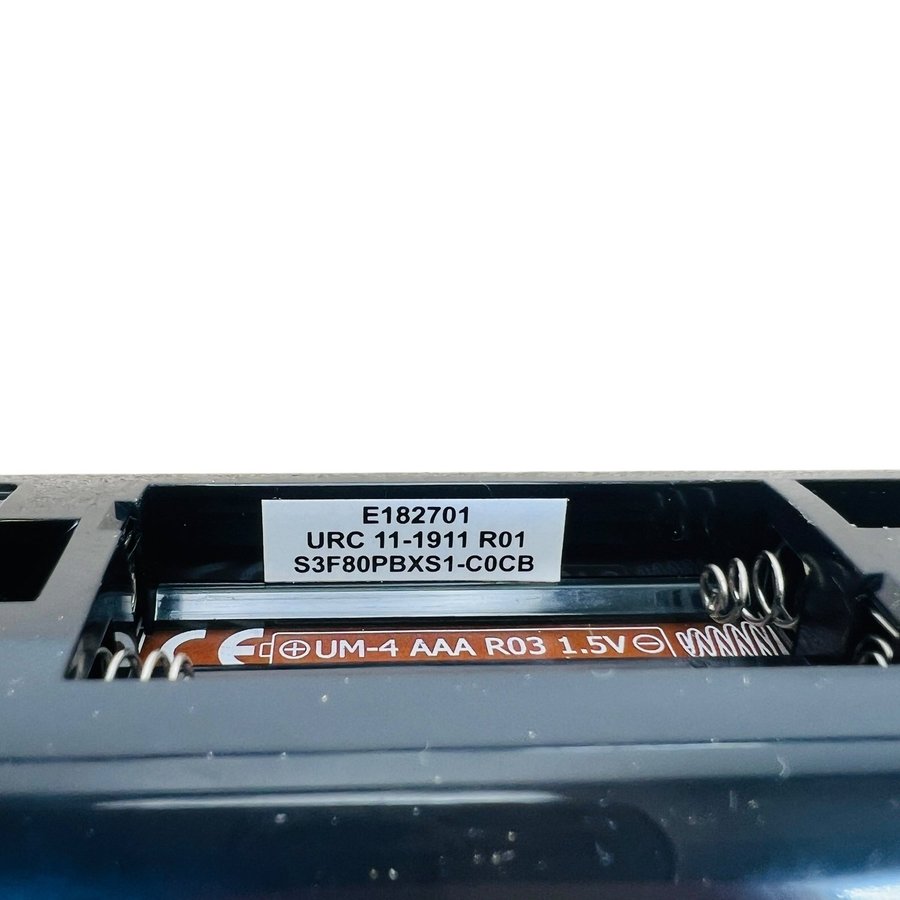 E182701
URC 11-1911 R01
S3F80PBXS1-C0CB
CE ⊕ UM-4 AAA R03 1.5V ⊖